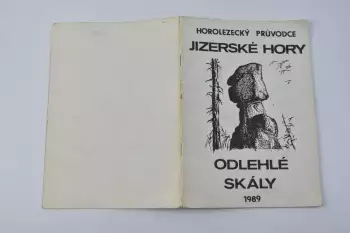 HOROLEZECKÝ PRŮVODCE
JIZERSKÉ HORY
ODLEHLÉ
SKÁLY
1989